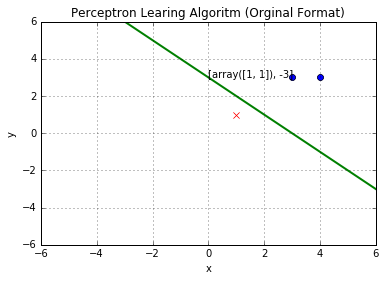 Perceptron Learing Algoritm (Orginal Format)
6
4
2
0
−2
−4
−6
y
[array([1, 1]), -3]
−6 −4 −2 0 2 4 6
x